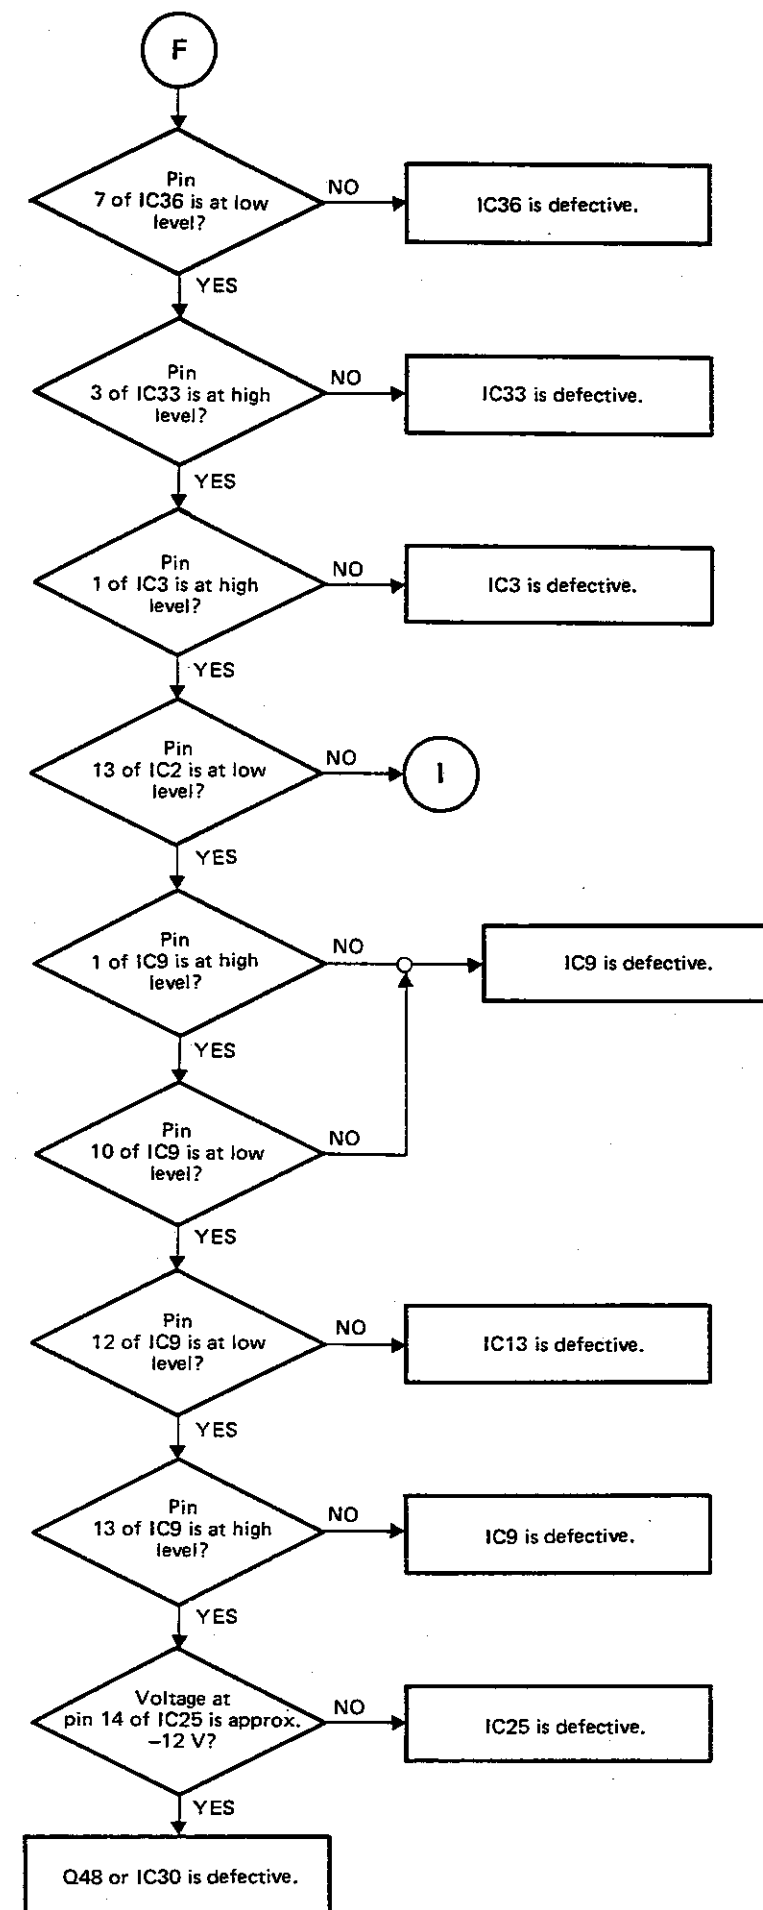 F
Pin
7 of IC36 is at low
level?
NO
IC36 is defective.
YES
Pin
3 of IC33 is at high
level?
NO
IC33 is defective.
YES
Pin
1 of IC3 is at high
level?
NO
IC3 is defective.
YES
Pin
13 of IC2 is at low
level?
NO
I
YES
Pin
1 of IC9 is at high
level?
NO
IC9 is defective.
YES
Pin
10 of IC9 is at low
level?
NO
YES
Pin
12 of IC9 is at low
level?
NO
IC13 is defective.
YES
Pin
13 of IC9 is at high
level?
NO
IC9 is defective.
YES
Voltage at
pin 14 of IC25 is approx.
–12 V?
NO
IC25 is defective.
YES
Q48 or IC30 is defective.